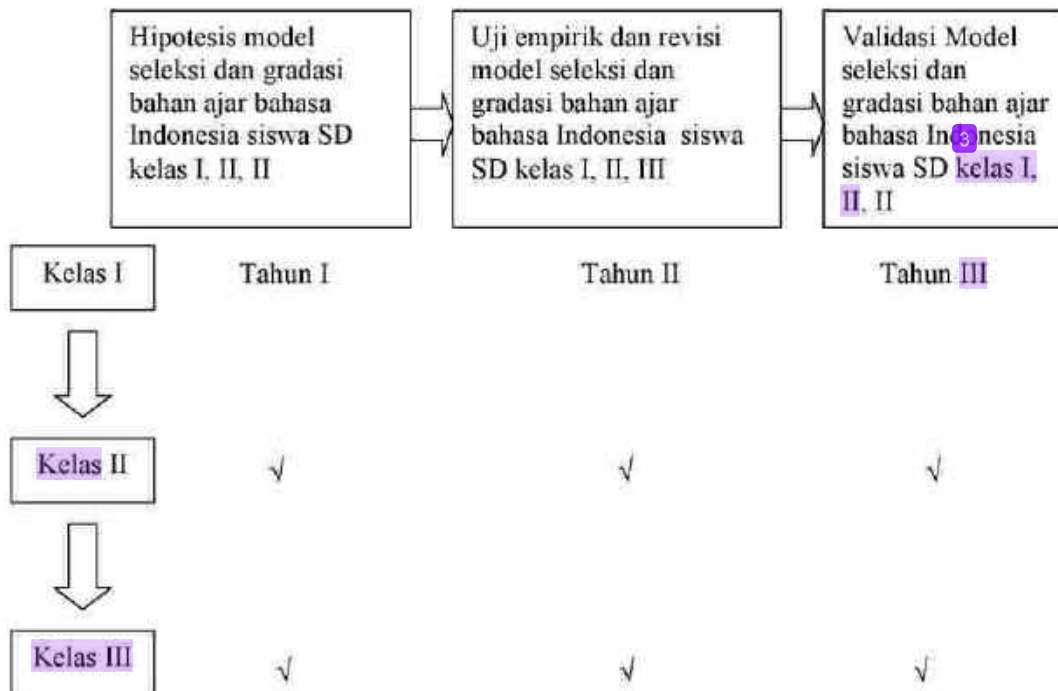 Hipotesis model
seleksi dan gradasi
bahan ajar bahasa
Indonesia siswa SD
kelas I, II, II
Uji empirik dan revisi
model seleksi dan
gradasi bahan ajar
bahasa Indonesia siswa
SD kelas I, II, III
Validasi Model
seleksi dan
gradasi bahan ajar
bahasa Indonesia
siswa SD kelas I,
II, II
3
Kelas I
Tahun I
Tahun II
Tahun III
Kelas II
√
√
√
Kelas III
√
√
√